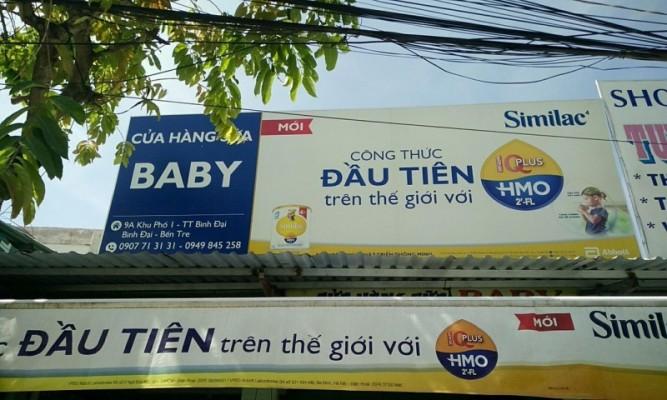 CỬA HÀNG SỮA
BABY
9A Khu Phố 1 - TT Bình Đại
Bình Đại - Bến Tre
0907 71 31 31 - 0949 845 258
MỚI
Similac
CÔNG THỨC
ĐẦU TIÊN
trên thế giới với
IQ PLUS
HMO
2'-FL
Abbott
SHO
ĐẦU TIÊN trên thế giới với
IQ PLUS
HMO
2'-FL
MỚI
Simil